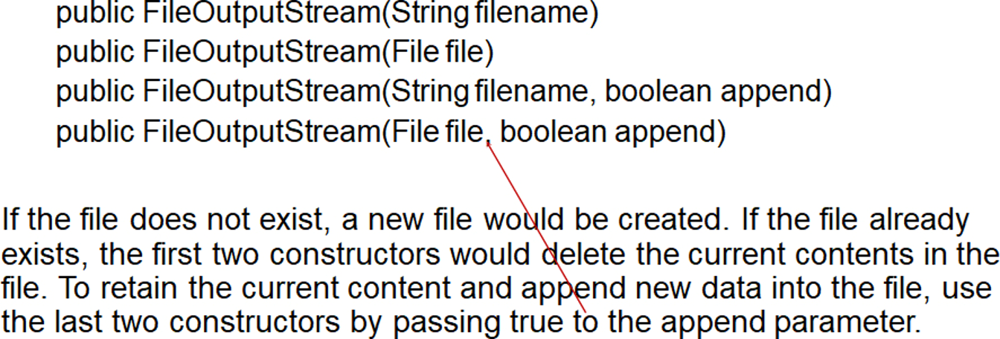 public FileOutputStream(String filename)
public FileOutputStream(File file)
public FileOutputStream(String filename, boolean append)
public FileOutputStream(File file, boolean append)
If the file does not exist, a new file would be created. If the file already
exists, the first two constructors would delete the current contents in the
file. To retain the current content and append new data into the file, use
the last two constructors by passing true to the append parameter.